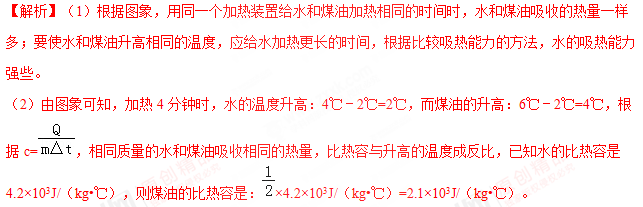 【解析】（1）根据图象，用同一个加热装置给水和煤油加热相同的时间时，水和煤油吸收的热量一样
多；要使水和煤油升高相同的温度，应给水加热更长的时间，根据比较吸热能力的方法，水的吸热能力
强些。
（2）由图象可知，加热4分钟时，水的温度升高：4℃﹣2℃=2℃，而煤油的升高：6℃﹣2℃=4℃，根
据 c=Q/m△t，相同质量的水和煤油吸收相同的热量，比热容与升高的温度成反比，已知水的比热容是
4.2×10³J/（kg•℃），则煤油的比热容是：1/2×4.2×10³J/（kg•℃）=2.1×10³J/（kg•℃）。